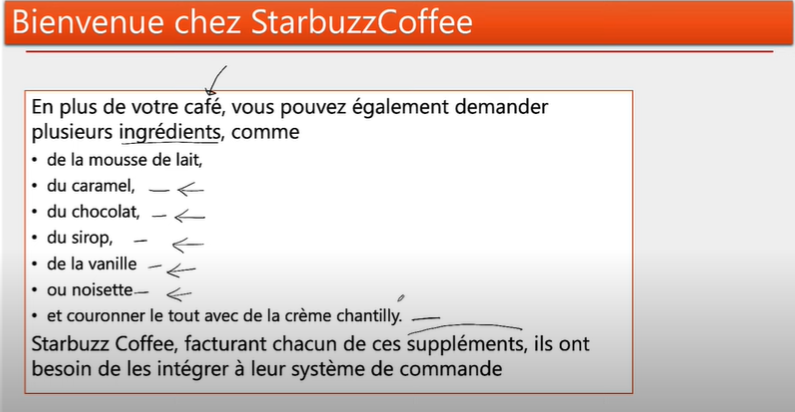 Bienvenue chez StarbuzzCoffee
En plus de votre café, vous pouvez également demander
plusieurs ingrédients, comme
• de la mousse de lait,
• du caramel,
• du chocolat,
• du sirop,
• de la vanille
• ou noisette
• et couronner le tout avec de la crème chantilly.
Starbuzz Coffee, facturant chacun de ces suppléments, ils ont
besoin de les intégrer à leur système de commande